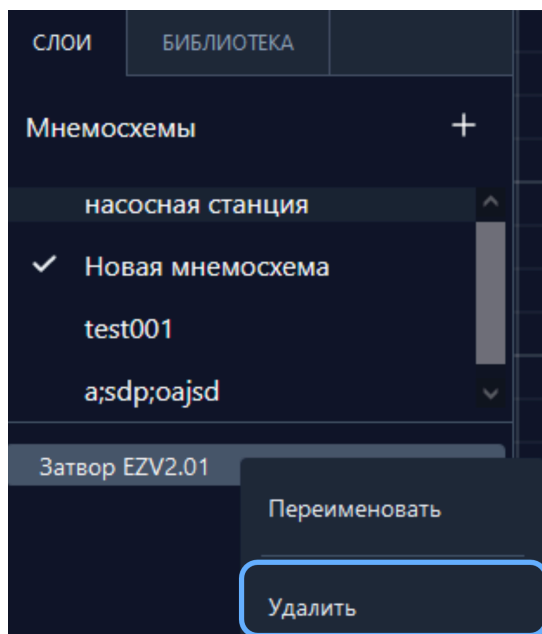 СЛОИ БИБЛИОТЕКА
Мнемосхемы +
насосная станция
Новая мнемосхема
test001
a;sdp;oajsd
Затвор EZV2.01
Переименовать
Удалить